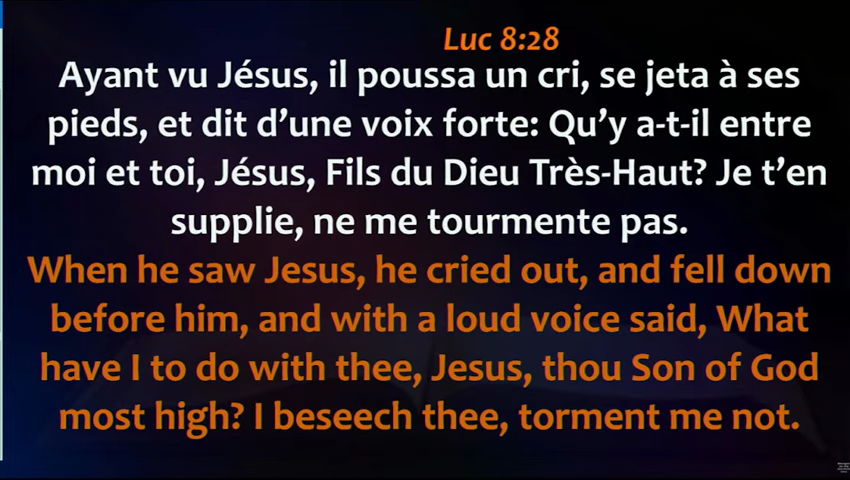 Luc 8:28
Ayant vu Jésus, il poussa un cri, se jeta à ses
pieds, et dit d’une voix forte: Qu’y a-t-il entre
moi et toi, Jésus, Fils du Dieu Très-Haut? Je t’en
supplie, ne me tourmente pas.
When he saw Jesus, he cried out, and fell down
before him, and with a loud voice said, What
have I to do with thee, Jesus, thou Son of God
most high? I beseech thee, torment me not.